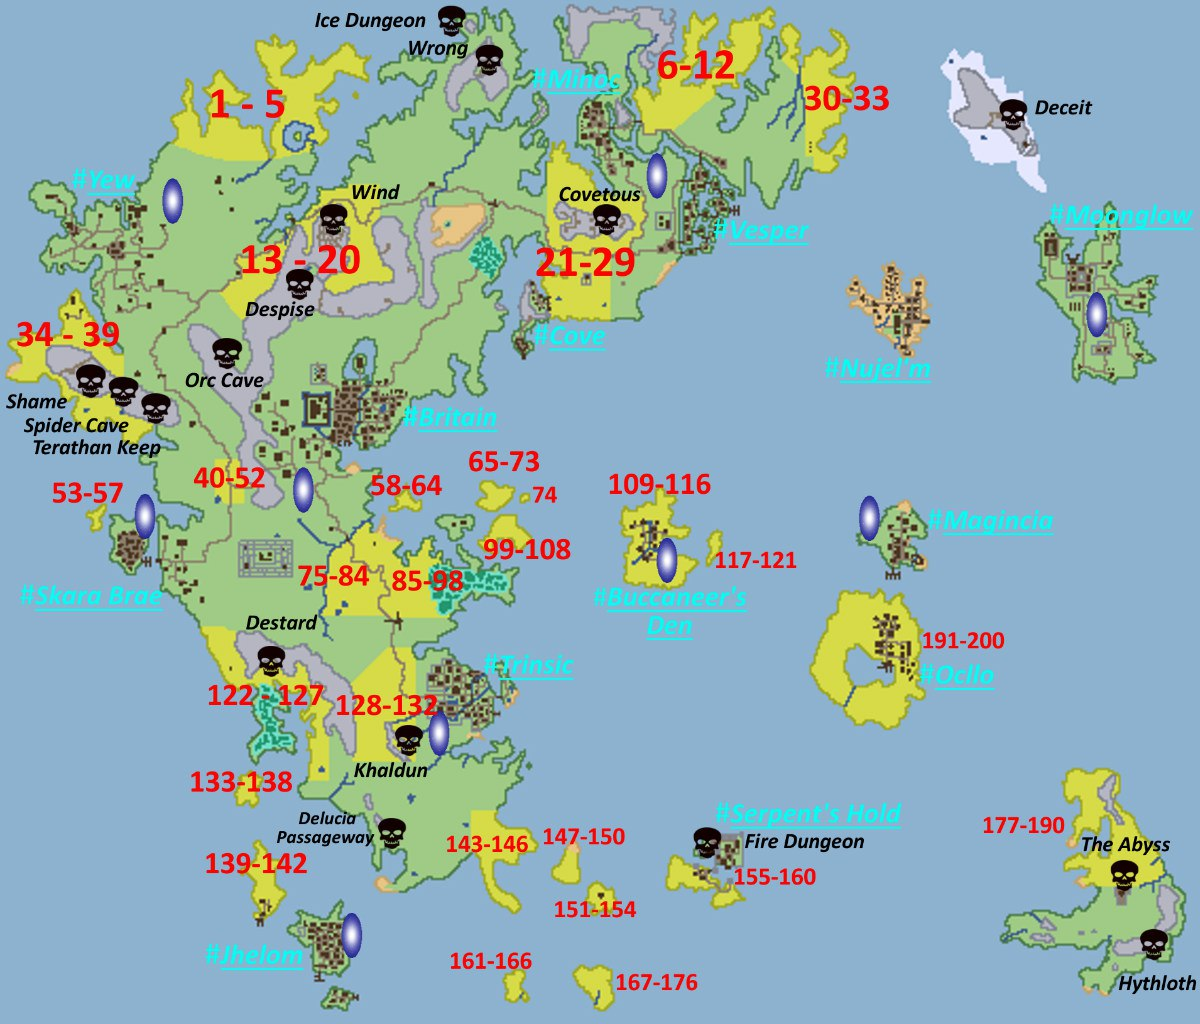 Ice Dungeon
Wrong
#Minoc
6-12
1 - 5
30-33
Deceit
#Yew
Wind
Covetous
#Moonglow
#Vesper
13 - 20
21-29
Despise
34 - 39
#Cove
#Nujel'm
Orc Cave
Shame
Spider Cave
Terathan Keep
#Britain
65-73
40-52
58-64
74
109-116
53-57
#Magincia
99-108
117-121
75-84
85-98
#Skara Brae
#Buccaneer's
Den
Destard
191-200
#Trinsic
#Ocllo
122 - 127
128-132
Khaldun
133-138
Delucia
Passageway
#Serpent's Hold
143-146
147-150
Fire Dungeon
177-190
The Abyss
139-142
155-160
151-154
#Jhelom
161-166
167-176
Hythloth